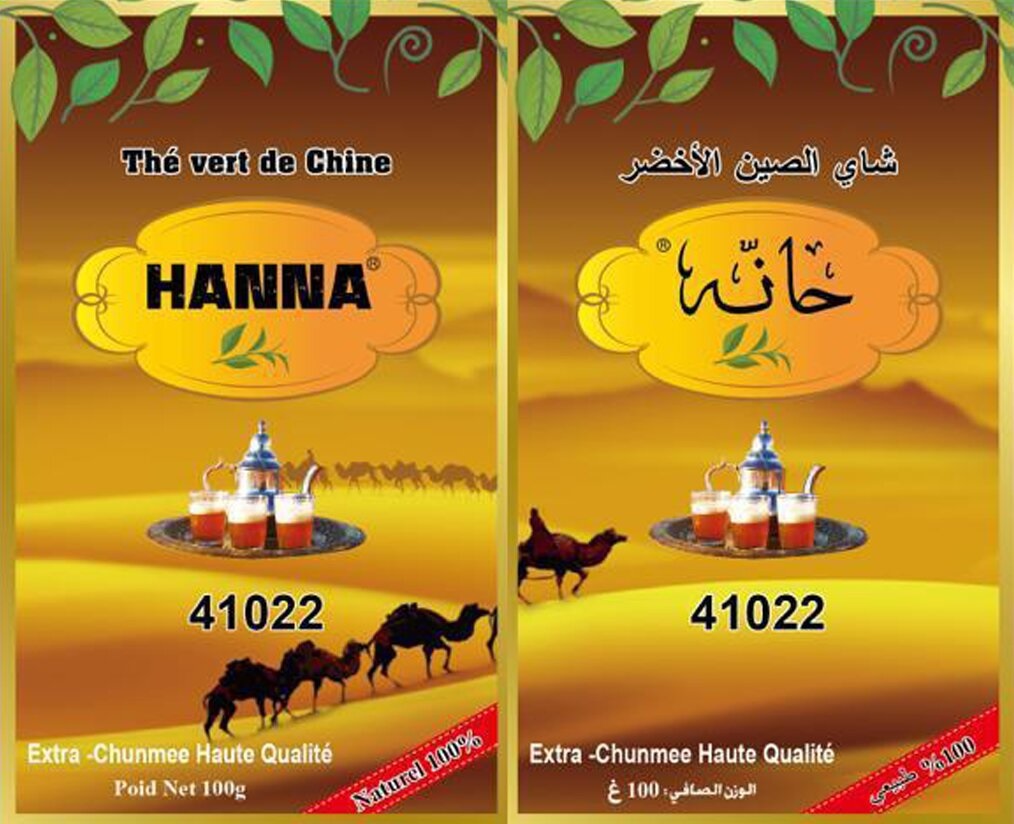 Thé vert de Chine
HANNA®
41022
Extra -Chunmee Haute Qualité
Poid Net 100g
Naturel 100%
شاي الصين الأخضر
حانّه ®
41022
Extra -Chunmee Haute Qualité
الوزن الصافي: 100 غ
100% طبيعي